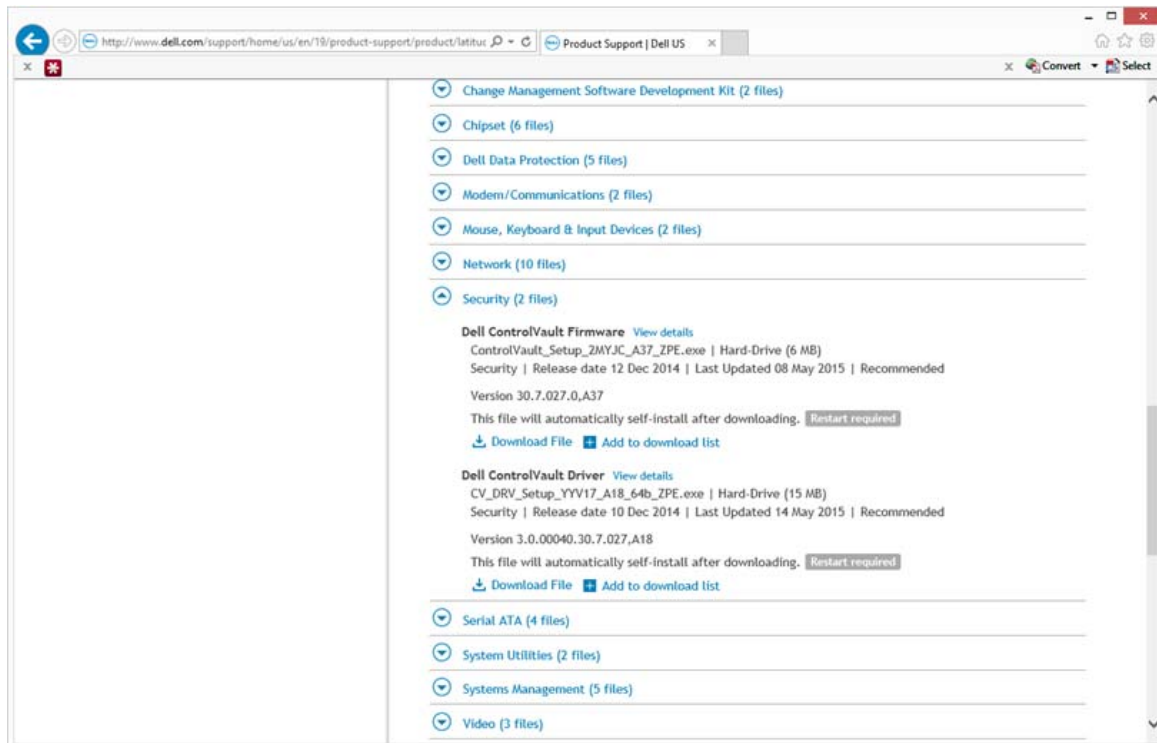 http://www.dell.com/support/home/us/en/19/product-support/product/latituc
Product Support | Dell US
Convert
Select
Change Management Software Development Kit (2 files)
Chipset (6 files)
Dell Data Protection (5 files)
Modem/Communications (2 files)
Mouse, Keyboard & Input Devices (2 files)
Network (10 files)
Security (2 files)
Dell ControlVault Firmware View details
ControlVault_Setup_2MYJC_A37_ZPE.exe | Hard-Drive (6 MB)
Security | Release date 12 Dec 2014 | Last Updated 08 May 2015 | Recommended
Version 30.7.027.0,A37
This file will automatically self-install after downloading. Restart required
Download File Add to download list
Dell ControlVault Driver View details
CV_DRV_Setup_YYV17_A18_64b_ZPE.exe | Hard-Drive (15 MB)
Security | Release date 10 Dec 2014 | Last Updated 14 May 2015 | Recommended
Version 3.0.00040.30.7.027,A18
This file will automatically self-install after downloading. Restart required
Download File Add to download list
Serial ATA (4 files)
System Utilities (2 files)
Systems Management (5 files)
Video (3 files)